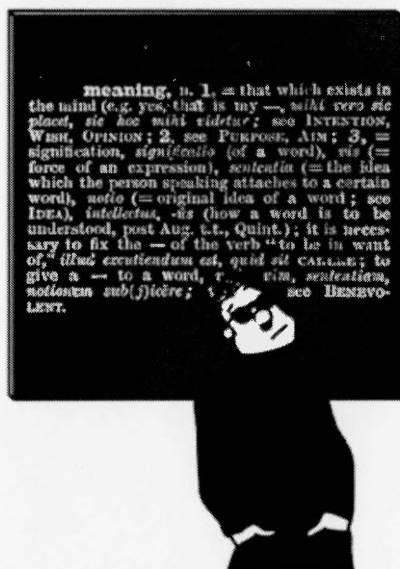 meaning, n. 1, = that which exists in
the mind (e.g. yes, that is my —, mihi vero sic
placet, sic hoc mihi videtur; see INTENTION,
WISH, OPINION; 2, see PURPOSE, AIM; 3, =
signification, significatio (of a word), vis (=
force of an expression), sententia (= the idea
which the person speaking attaches to a certain
word), notio (= original idea of a word; see
IDEA), intellectus, -ūs (how a word is to be
understood, post Aug. t.t., Quint.); it is neces-
sary to fix the — of the verb "to be in want
of," illud excutiendum est, quid sit CARERE; to
give a — to a word, rim, sententiam,
notionem sub(j)icère; see BENEVO-
LENT.